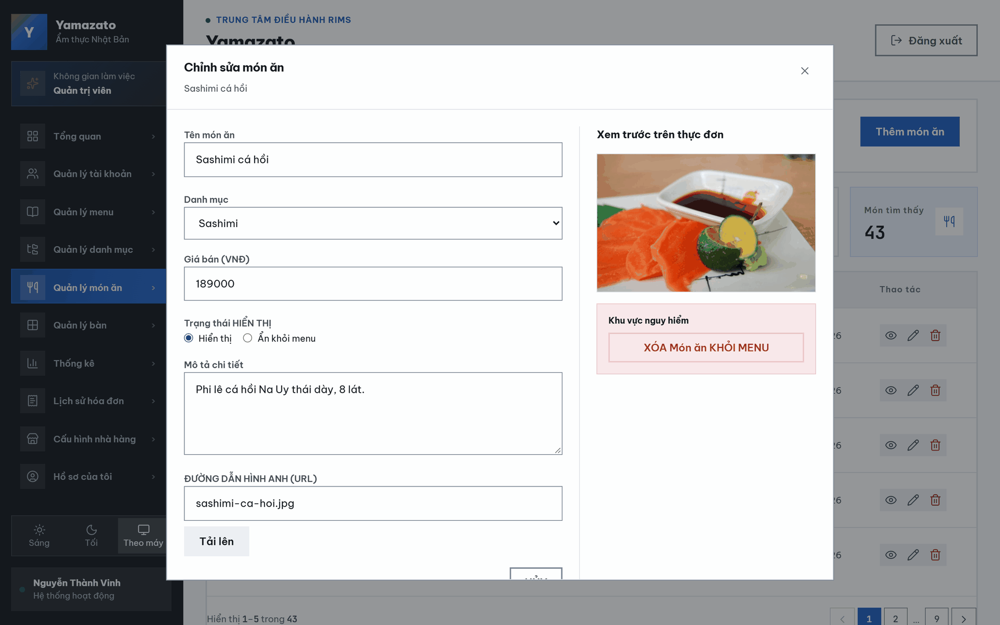 Y
Yamazato
Ẩm thực Nhật Bản
Không gian làm việc
Quản trị viên
Tổng quan
Quản lý tài khoản
Quản lý menu
Quản lý danh mục
Quản lý món ăn
Quản lý bàn
Thống kê
Lịch sử hóa đơn
Cấu hình nhà hàng
Hồ sơ của tôi
Sáng
Tối
Theo máy
Nguyễn Thành Vinh
Hệ thống hoạt động
TRUNG TÂM ĐIỀU HÀNH RIMS
Yamazato
Đăng xuất
Thêm món ăn
Món tìm thấy
43
Thao tác
26
26
26
26
26
Hiển thị 1–5 trong 43
1
2
...
9
Chỉnh sửa món ăn
Sashimi cá hồi
Tên món ăn
Sashimi cá hồi
Danh mục
Sashimi
Giá bán (VNĐ)
189000
Trạng thái HIỂN THỊ
Hiển thị
Ẩn khỏi menu
Mô tả chi tiết
Phi lê cá hồi Na Uy thái dày, 8 lát.
ĐƯỜNG DẪN HÌNH ANH (URL)
sashimi-ca-hoi.jpg
Tải lên
Xem trước trên thực đơn
Khu vực nguy hiểm
XÓA Món ăn KHỎI MENU